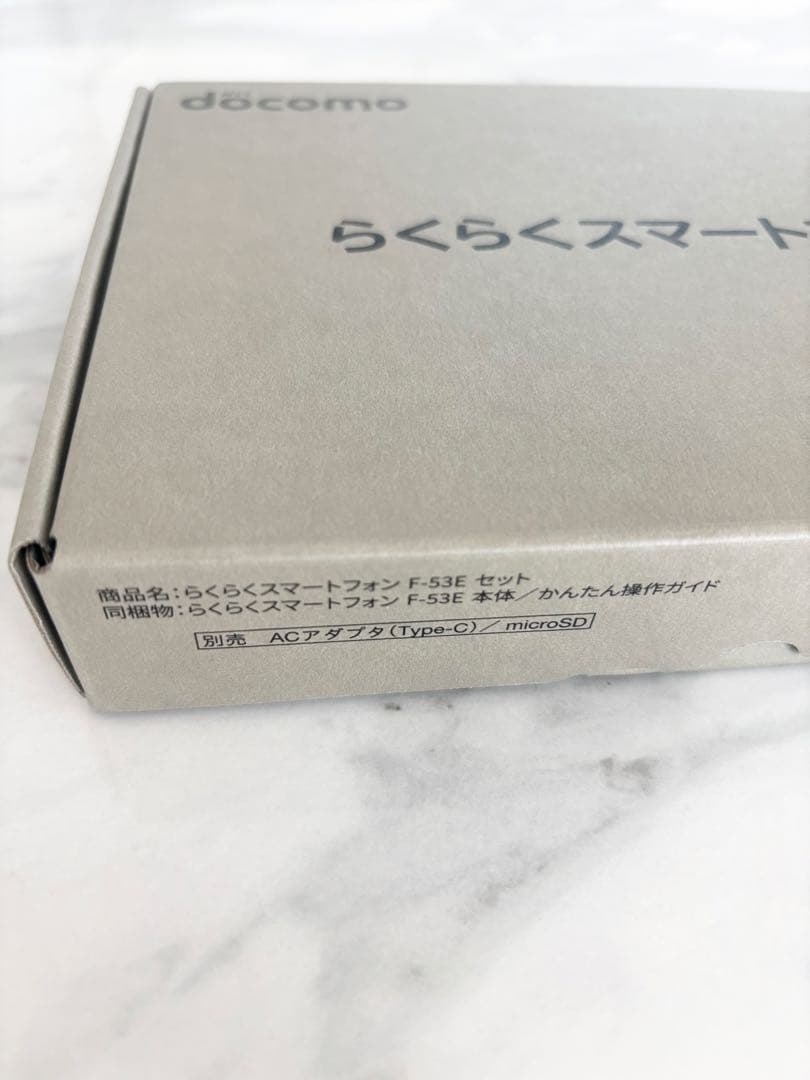 docomo
らくらくスマート
商品名:らくらくスマートフォン F-53E セット
同梱物:らくらくスマートフォン F-53E 本体/かんたん操作ガイド
別売 ACアダプタ(Type-C)/microSD